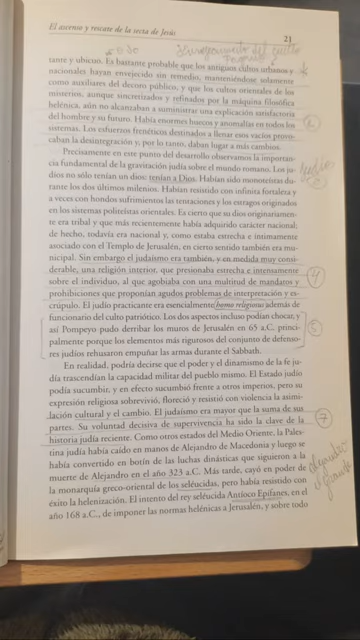 El ascenso y rescate de la secta de Jesús
23
tante y ubicuo. Es bastante probable que los antiguos cultos urbanos y
nacionales hayan envejecido sin remedio, manteniéndose solamente
como auxiliares del decoro público, y que los cultos orientales de los
misterios, aunque sincretizados y refinados por la máquina filosófica
helénica, aún no alcanzaban a suministrar una explicación satisfactoria
del hombre y su futuro. Había enormes huecos y anomalías en todos los
sistemas. Los esfuerzos frenéticos destinados a llenar esos vacíos provo-
caban la desintegración y, por lo tanto, daban lugar a más cambios.
Precisamente en este punto del desarrollo observamos la importan-
cia fundamental de la gravitación judía sobre el mundo romano. Los ju-
díos no sólo tenían un dios; tenían a Dios. Habían sido monoteístas du-
rante los dos últimos milenios. Habían resistido con infinita fortaleza y
a veces con hondos sufrimientos las tentaciones y los estragos originados
en los sistemas politeístas orientales. Es cierto que su dios originariamen-
te era tribal y que más recientemente había adquirido carácter nacional;
de hecho, todavía era nacional y, como estaba estrecha e íntimamente
asociado con el Templo de Jerusalén, en cierto sentido también era mu-
nicipal. Sin embargo el judaísmo era también, y en medida muy consi-
derable, una religión interior, que presionaba estrecha e intensamente
sobre el individuo, al que agobiaba con una multitud de mandatos y
prohibiciones que proponían agudos problemas de interpretación y es-
crúpulo. El judío practicante era esencialmente homo religiosus además de
funcionario del culto patriótico. Los dos aspectos incluso podían chocar, y
así Pompeyo pudo derribar los muros de Jerusalén en 65 a.C. princi-
palmente porque los elementos más rigurosos del conjunto de defenso-
res judíos rehusaron empuñar las armas durante el Sabbath.
En realidad, podría decirse que el poder y el dinamismo de la fe ju-
día trascendían la capacidad militar del pueblo mismo. El Estado judío
podía sucumbir, y en efecto sucumbió frente a otros imperios, pero su
expresión religiosa sobrevivió, floreció y resistió con violencia la asimi-
lación cultural y el cambio. El judaísmo era mayor que la suma de sus
partes. Su voluntad decisiva de supervivencia ha sido la clave de la
historia judía reciente. Como otros estados del Medio Oriente, la Pales-
tina judía había caído en manos de Alejandro de Macedonia y luego se
había convertido en botín de las luchas dinásticas que siguieron a la
muerte de Alejandro en el año 323 a.C. Más tarde, cayó en poder de
la monarquía greco-oriental de los seléucidas, pero había resistido con
éxito la helenización. El intento del rey seléucida Antíoco Epífanes, en el
año 168 a.C., de imponer las normas helénicas a Jerusalén, y sobre todo
4
7